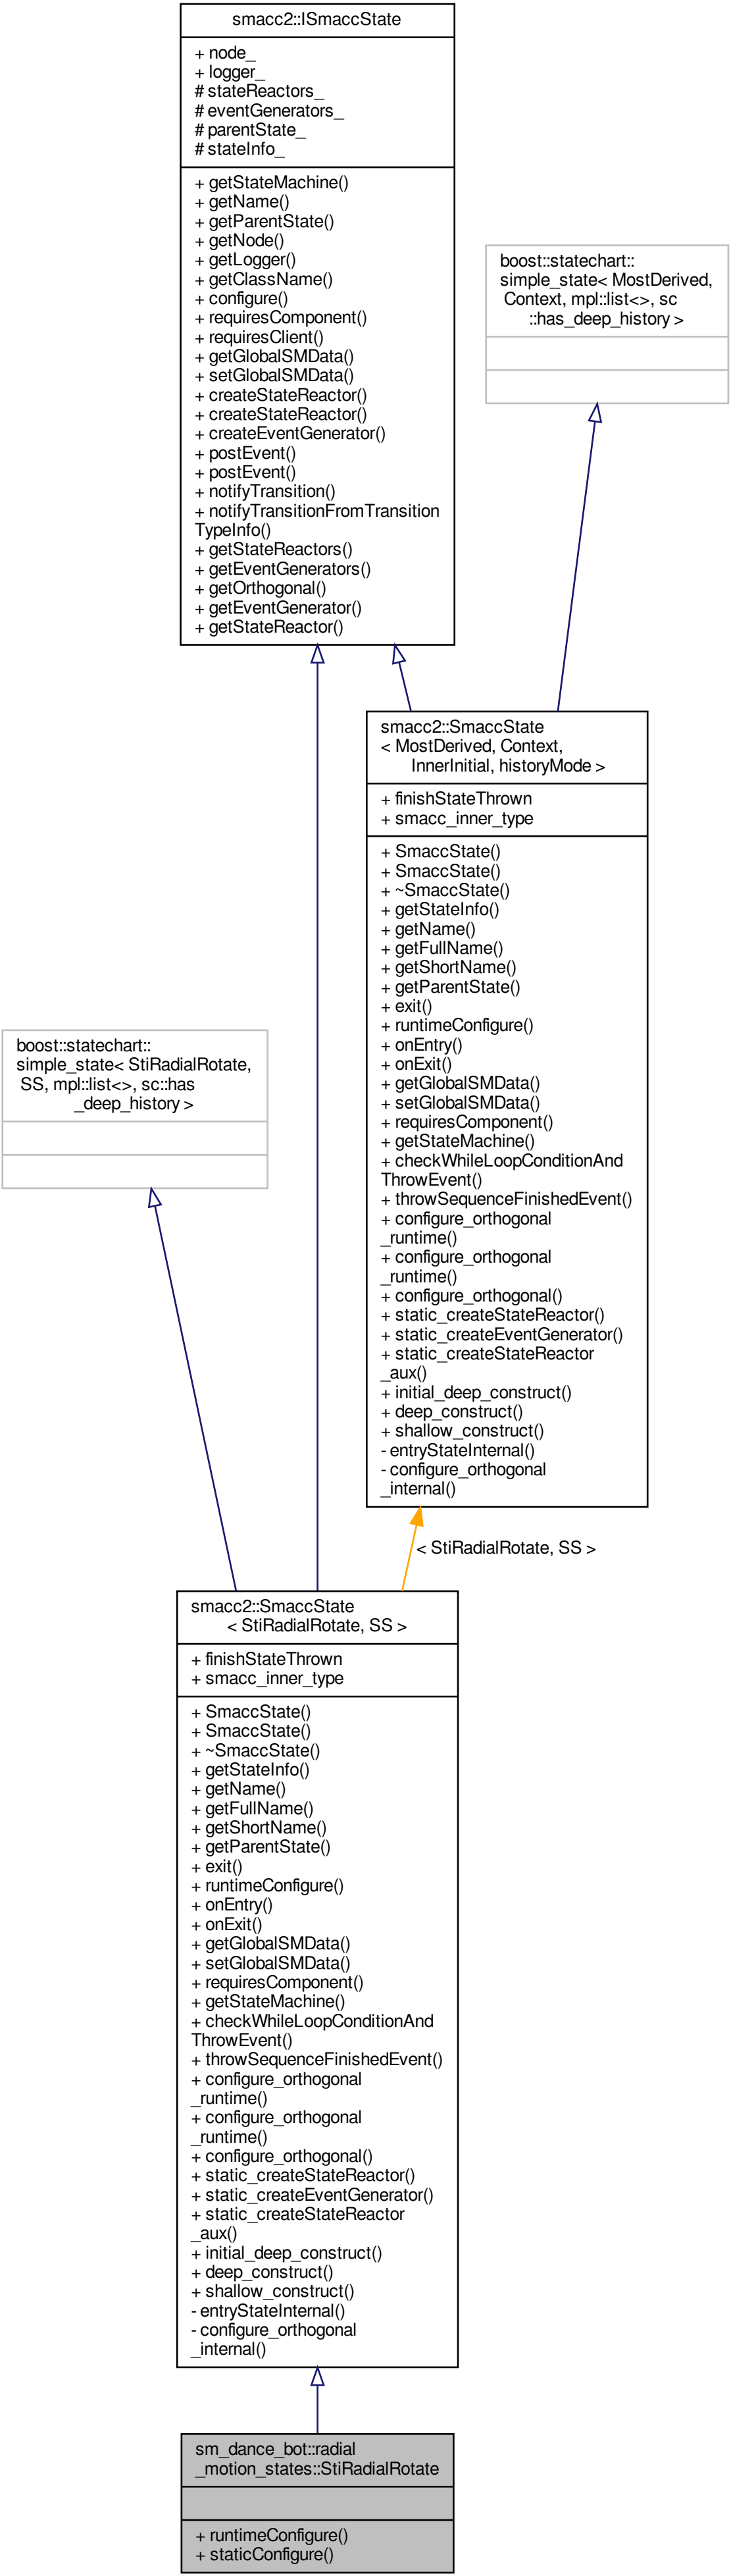 smacc2::ISmaccState
+ node_
+ logger_
# stateReactors_
# eventGenerators_
# parentState_
# stateInfo_
+ getStateMachine()
+ getName()
+ getParentState()
+ getNode()
+ getLogger()
+ getClassName()
+ configure()
+ requiresComponent()
+ requiresClient()
+ getGlobalSMData()
+ setGlobalSMData()
+ createStateReactor()
+ createStateReactor()
+ createEventGenerator()
+ postEvent()
+ postEvent()
+ notifyTransition()
+ notifyTransitionFromTransition
TypeInfo()
+ getStateReactors()
+ getEventGenerators()
+ getOrthogonal()
+ getEventGenerator()
+ getStateReactor()
boost::statechart::
simple_state< MostDerived,
Context, mpl::list<>, sc
::has_deep_history >
smacc2::SmaccState
< MostDerived, Context,
InnerInitial, historyMode >
+ finishStateThrown
+ smacc_inner_type
+ SmaccState()
+ SmaccState()
+ ~SmaccState()
+ getStateInfo()
+ getName()
+ getFullName()
+ getShortName()
+ getParentState()
+ exit()
+ runtimeConfigure()
+ onEntry()
+ onExit()
+ getGlobalSMData()
+ setGlobalSMData()
+ requiresComponent()
+ getStateMachine()
+ checkWhileLoopConditionAnd
ThrowEvent()
+ throwSequenceFinishedEvent()
+ configure_orthogonal
_runtime()
+ configure_orthogonal
_runtime()
+ configure_orthogonal()
+ static_createStateReactor()
+ static_createEventGenerator()
+ static_createStateReactor
_aux()
+ initial_deep_construct()
+ deep_construct()
+ shallow_construct()
- entryStateInternal()
- configure_orthogonal
_internal()
boost::statechart::
simple_state< StiRadialRotate,
SS, mpl::list<>, sc::has
_deep_history >
< StiRadialRotate, SS >
smacc2::SmaccState
< StiRadialRotate, SS >
+ finishStateThrown
+ smacc_inner_type
+ SmaccState()
+ SmaccState()
+ ~SmaccState()
+ getStateInfo()
+ getName()
+ getFullName()
+ getShortName()
+ getParentState()
+ exit()
+ runtimeConfigure()
+ onEntry()
+ onExit()
+ getGlobalSMData()
+ setGlobalSMData()
+ requiresComponent()
+ getStateMachine()
+ checkWhileLoopConditionAnd
ThrowEvent()
+ throwSequenceFinishedEvent()
+ configure_orthogonal
_runtime()
+ configure_orthogonal
_runtime()
+ configure_orthogonal()
+ static_createStateReactor()
+ static_createEventGenerator()
+ static_createStateReactor
_aux()
+ initial_deep_construct()
+ deep_construct()
+ shallow_construct()
- entryStateInternal()
- configure_orthogonal
_internal()
sm_dance_bot::radial
_motion_states::StiRadialRotate
+ runtimeConfigure()
+ staticConfigure()